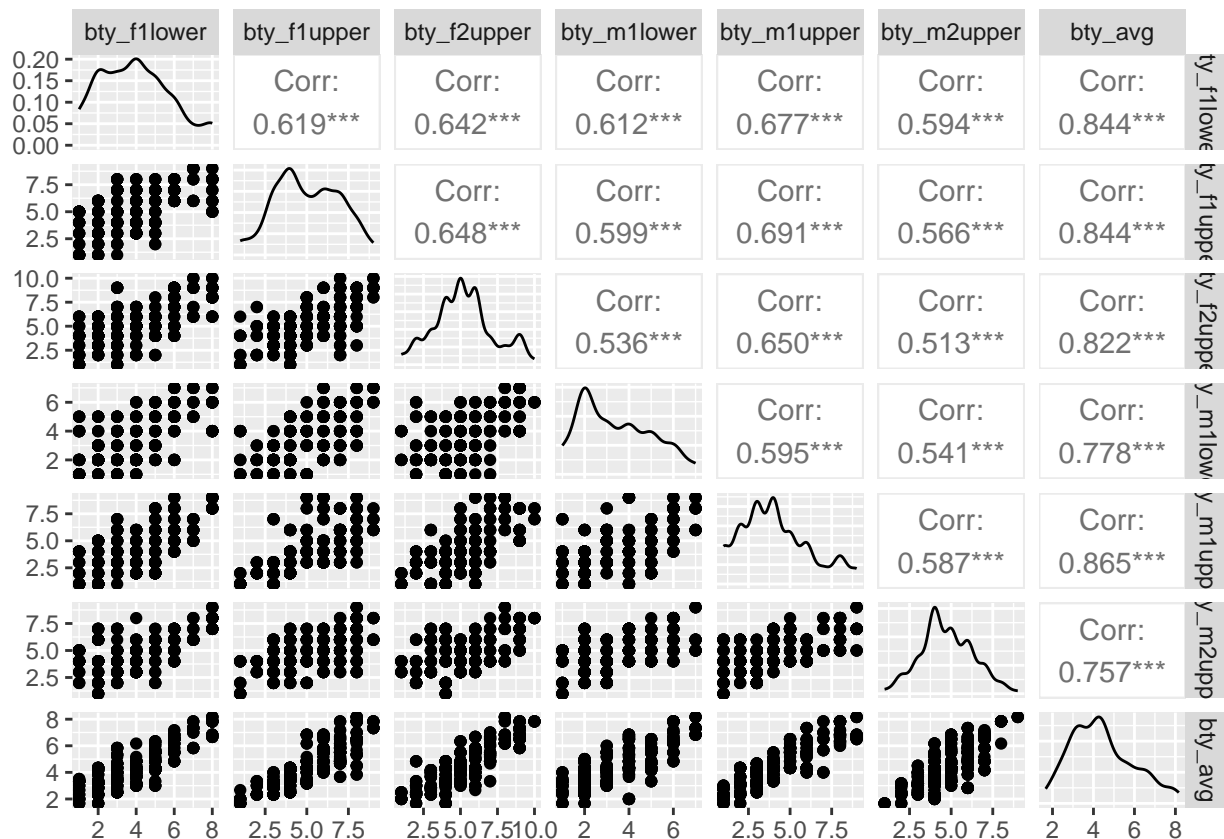 bty_f1lower bty_f1upper bty_f2upper bty_m1lower bty_m1upper bty_m2upper bty_avg
0.20
0.15
0.10
0.05
0.00
Corr: Corr: Corr: Corr: Corr: Corr:
0.619*** 0.642*** 0.612*** 0.677*** 0.594*** 0.844***
ty_f1lowe
7.5
5.0
2.5
Corr: Corr: Corr: Corr: Corr:
0.648*** 0.599*** 0.691*** 0.566*** 0.844***
ty_f1uppe
10.0
7.5
5.0
2.5
Corr: Corr: Corr: Corr:
0.536*** 0.650*** 0.513*** 0.822***
ty_f2uppe
6
4
2
Corr: Corr: Corr:
0.595*** 0.541*** 0.778***
y_m1low
7.5
5.0
2.5
Corr: Corr:
0.587*** 0.865***
y_m1upp
7.5
5.0
2.5
Corr:
0.757***
y_m2upp
8
6
4
2
bty_avg
2 4 6 8 2.5 5.0 7.5 2.5 5.0 7.5 10.0 2 4 6 2.5 5.0 7.5 2.5 5.0 7.5 2 4 6 8